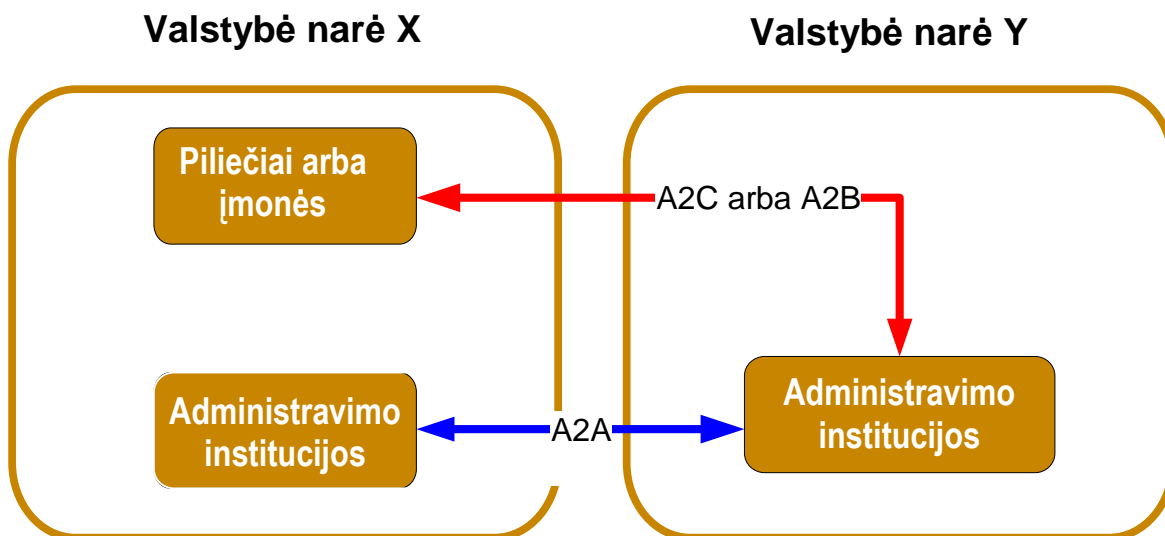 Valstybė narė X
Valstybė narė Y
Piliečiai arba
įmonės
A2C arba A2B
Administravimo
institucijos
A2A
Administravimo
institucijos